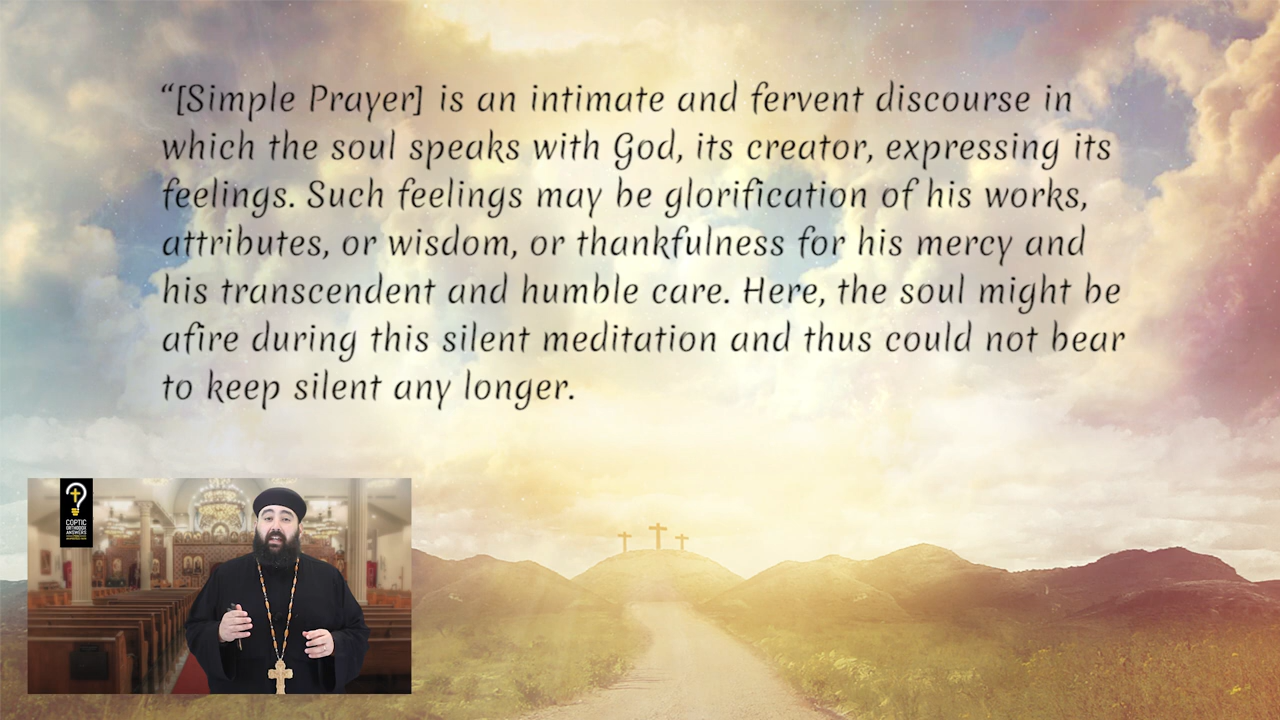 “[Simple Prayer] is an intimate and fervent discourse in
which the soul speaks with God, its creator, expressing its
feelings. Such feelings may be glorification of his works,
attributes, or wisdom, or thankfulness for his mercy and
his transcendent and humble care. Here, the soul might be
afire during this silent meditation and thus could not bear
to keep silent any longer.
COPTIC
ORTHODOX
ANSWERS